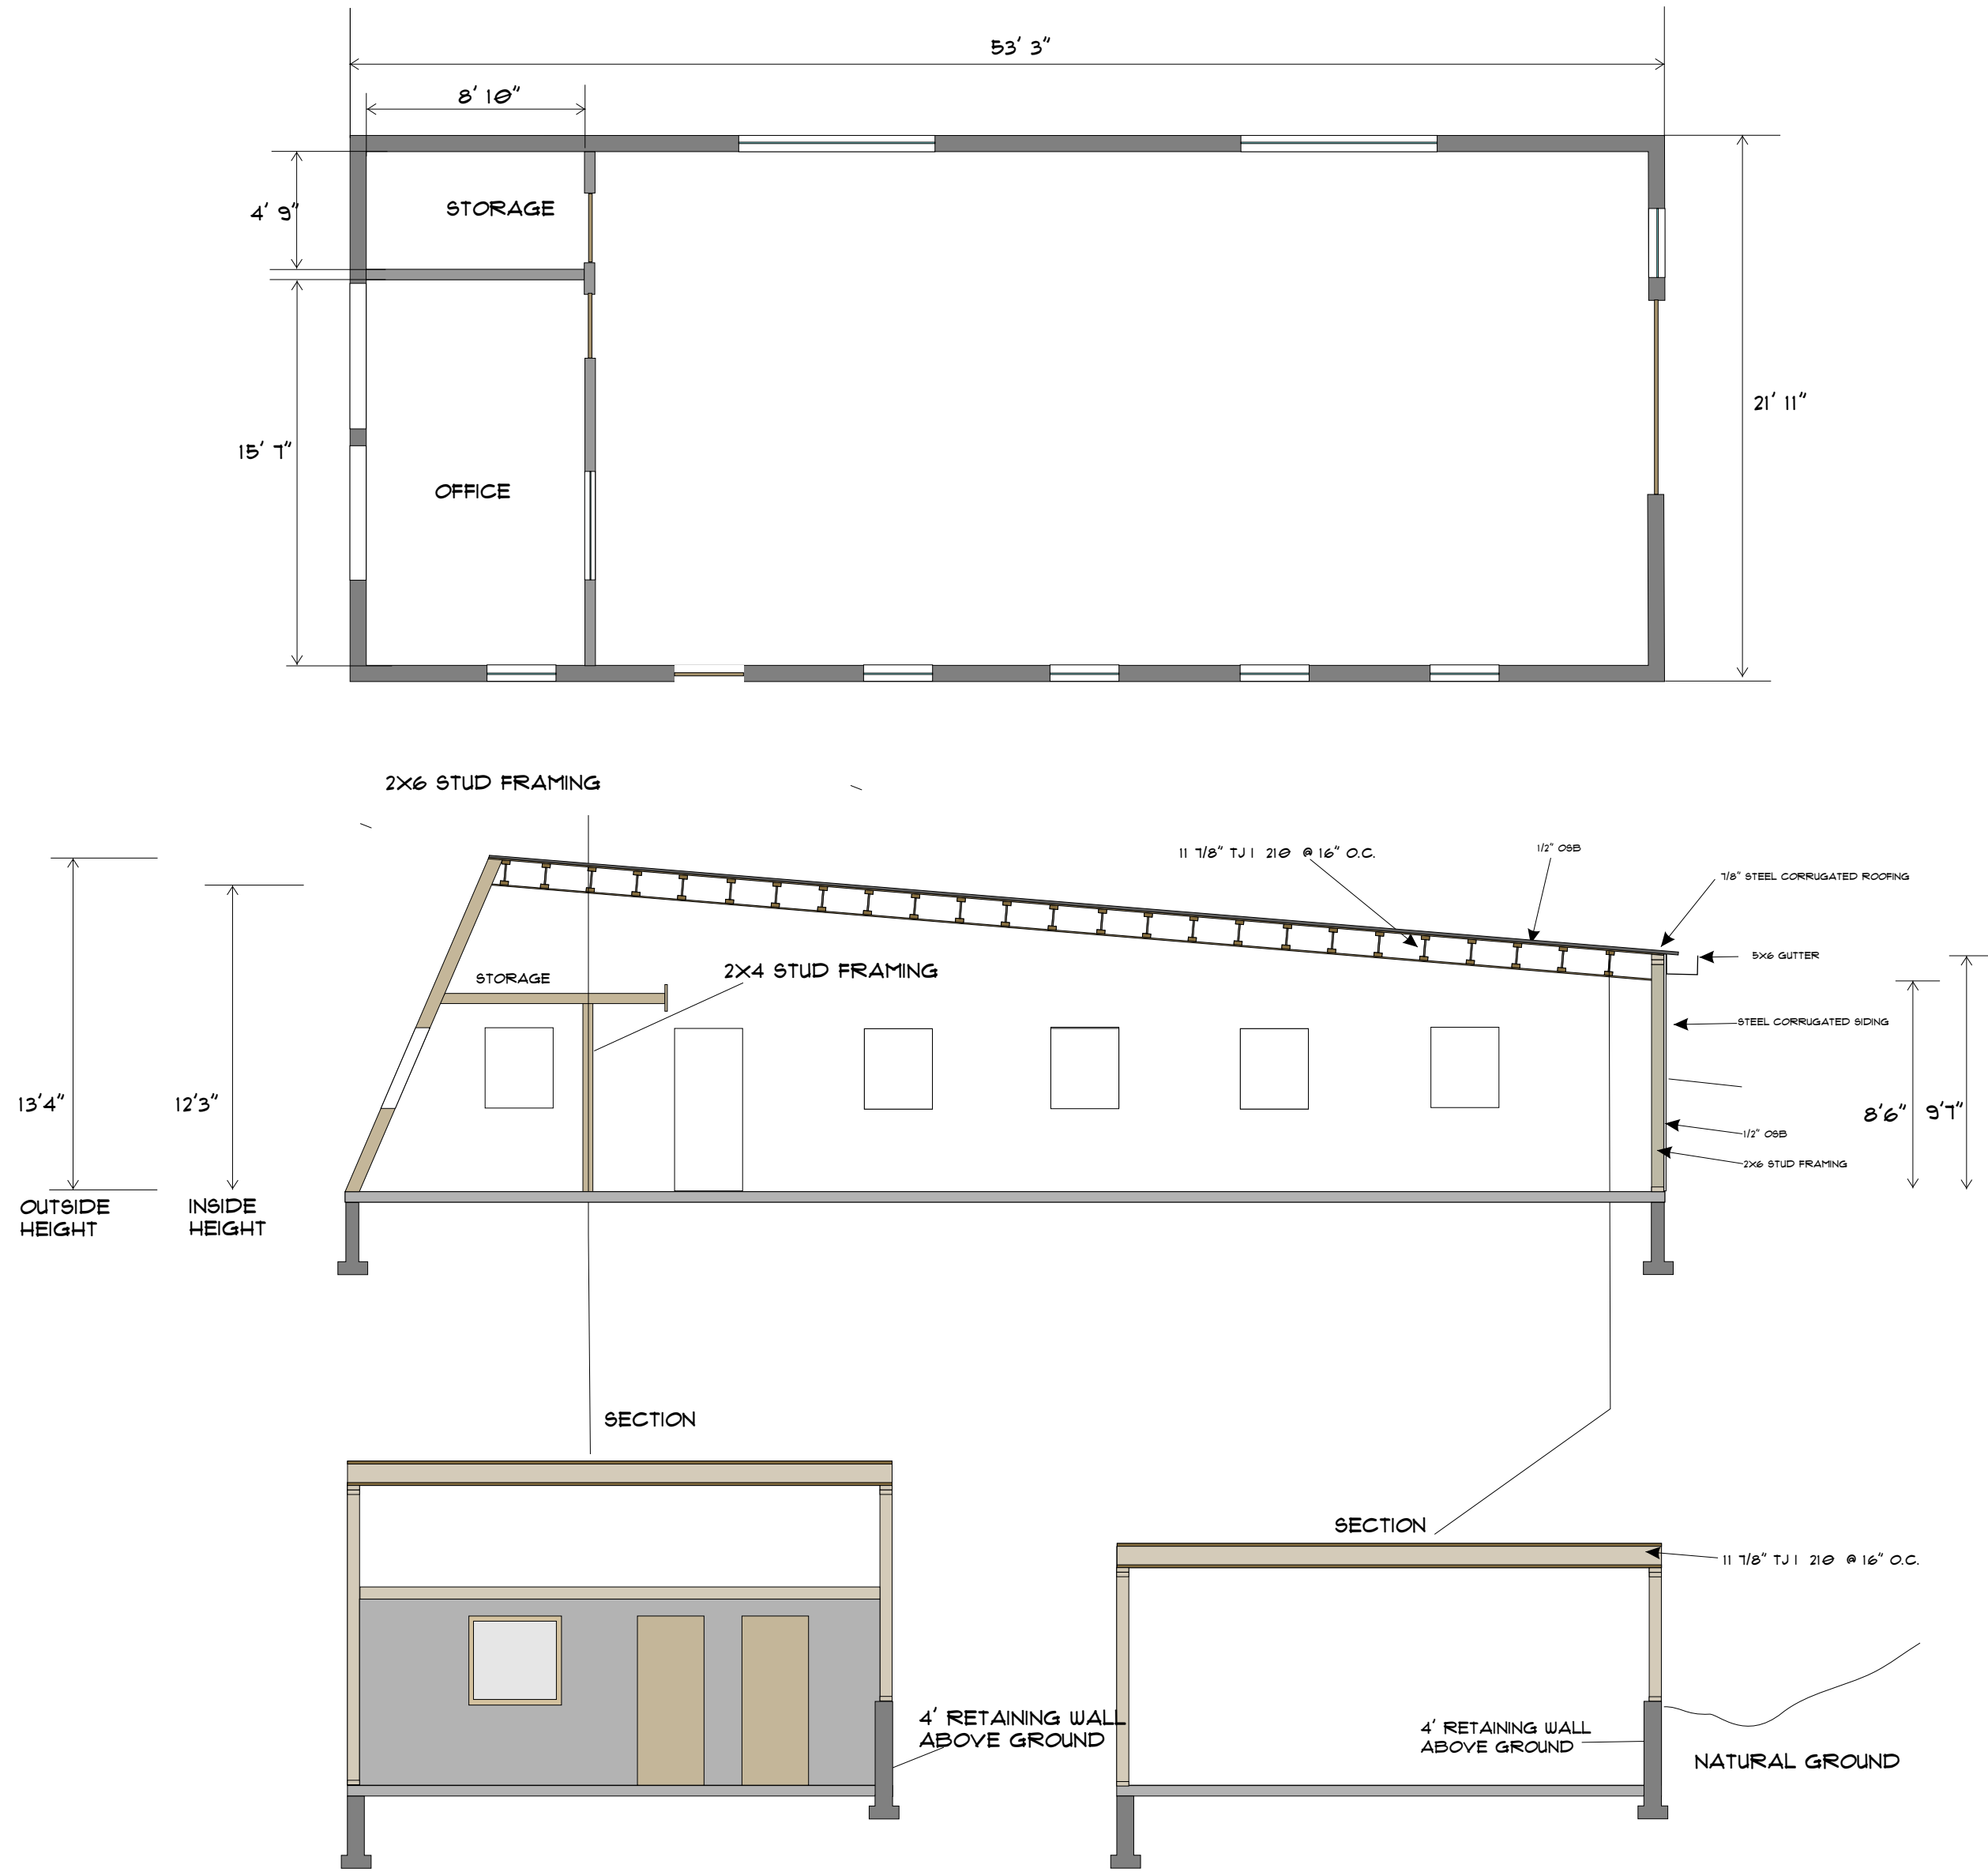 53' 3"
8' 10"
4' 9"
STORAGE
21' 11"
15' 7"
OFFICE
2X6 STUD FRAMING
11 7/8" TJI 210 @ 16" O.C.
1/2" OSB
7/8" STEEL CORRUGATED ROOFING
5X6 GUTTER
STORAGE
2X4 STUD FRAMING
STEEL CORRUGATED SIDING
13'4"
12'3"
8'6"
9'7"
1/2" OSB
2X6 STUD FRAMING
OUTSIDE
HEIGHT
INSIDE
HEIGHT
SECTION
SECTION
11 7/8" TJI 210 @ 16" O.C.
4' RETAINING WALL
ABOVE GROUND
4' RETAINING WALL
ABOVE GROUND
NATURAL GROUND